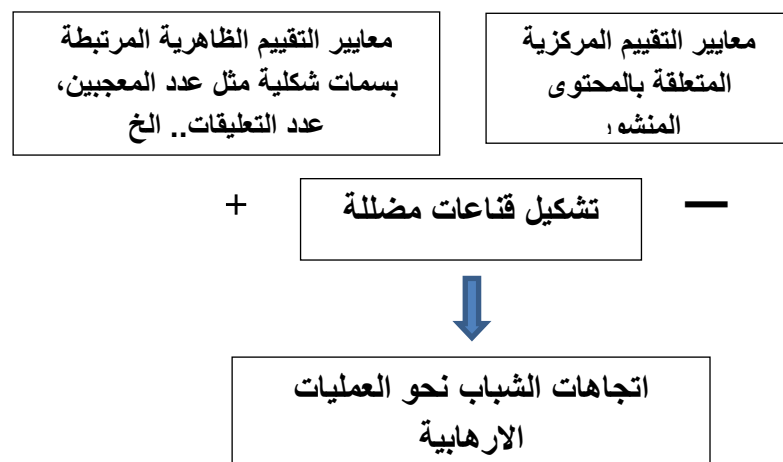 معايير التقييم المركزية
المتعلقة بالمحتوى
المنشور
معايير التقييم الظاهرية المرتبطة
بسمات شكلية مثل عدد المعجبين،
عدد التعليقات.. الخ
—
تشكيل قناعات مضللة
+
اتجاهات الشباب نحو العمليات
الارهابية